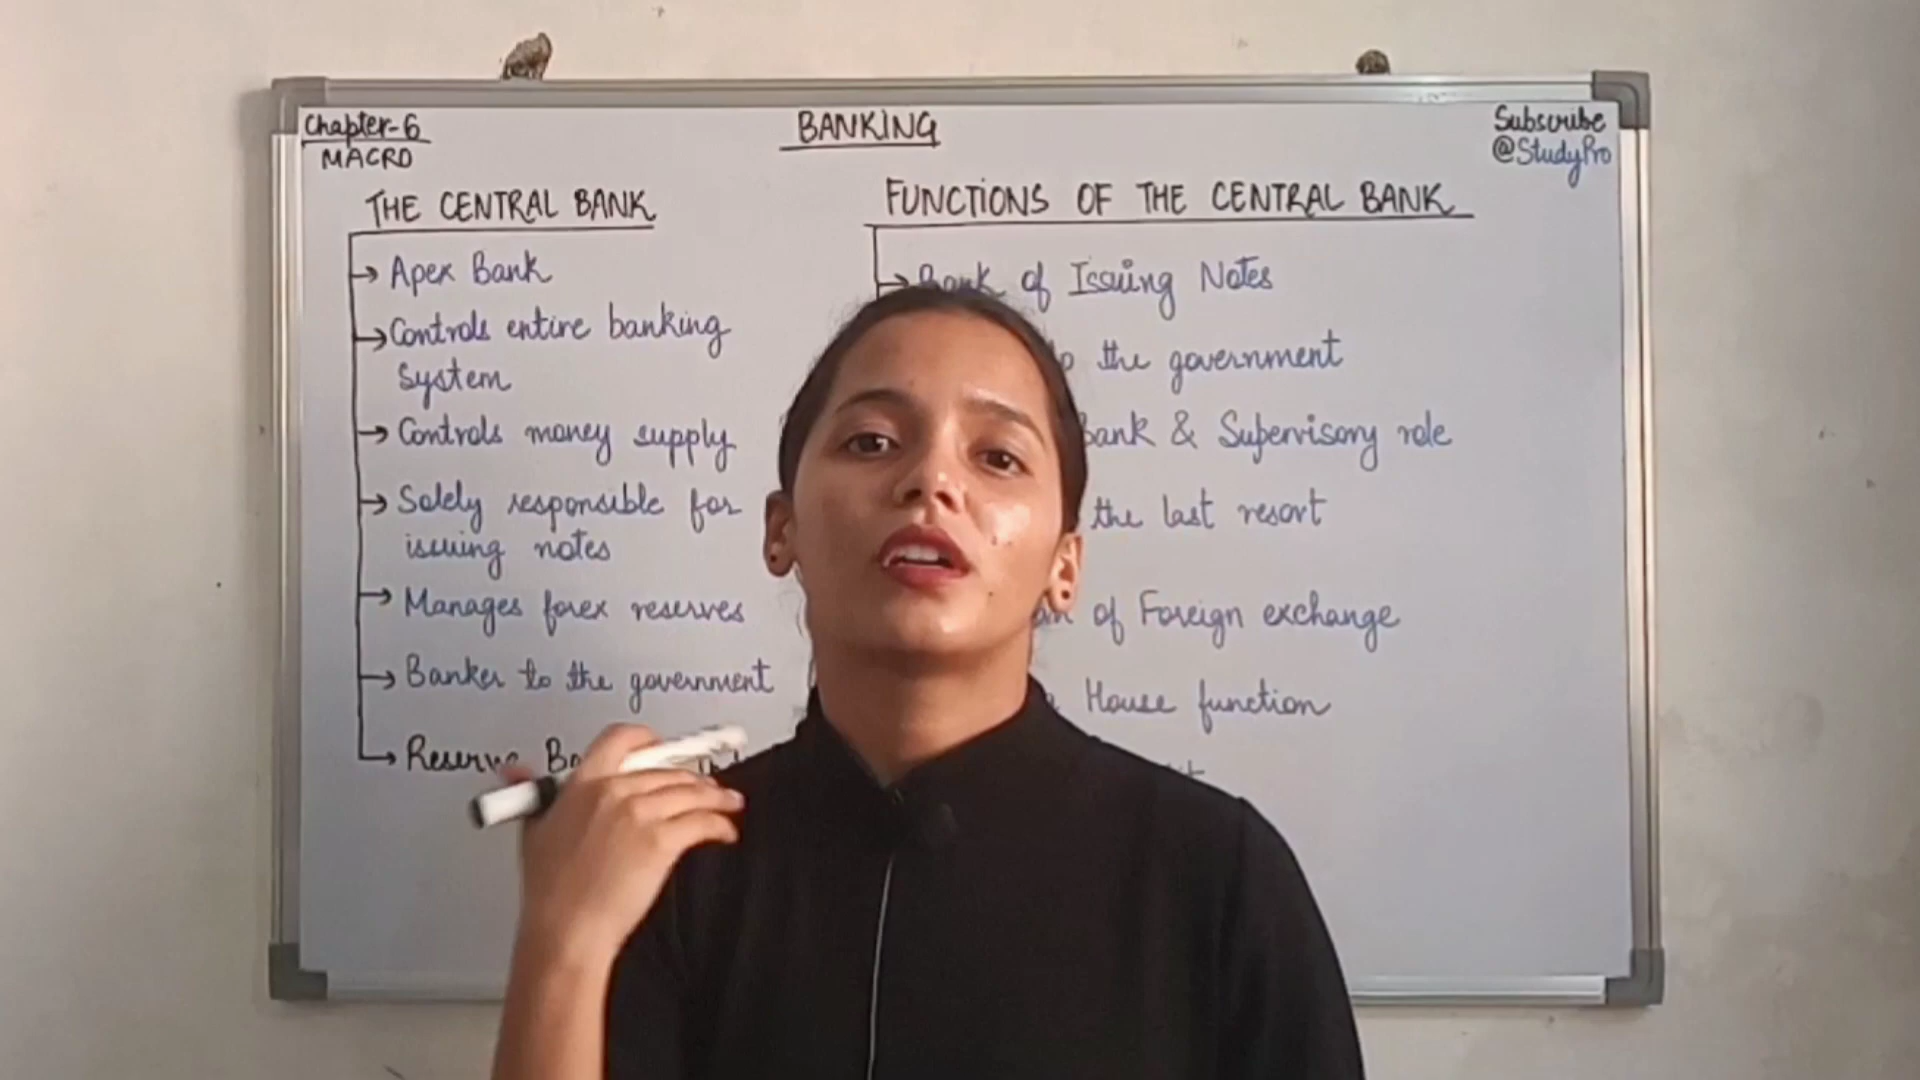 Chapter-6
MACRO
BANKING
Subscribe
@StudyPro
THE CENTRAL BANK
Apex Bank
Controls entire banking
System
Controls money supply
Solely responsible for
issuing notes
Manages forex reserves
Banker to the government
Reserve
FUNCTIONS OF THE CENTRAL BANK
Bank of Issuing Notes
the government
Bank & Supervisory role
the last resort
of Foreign exchange
House function